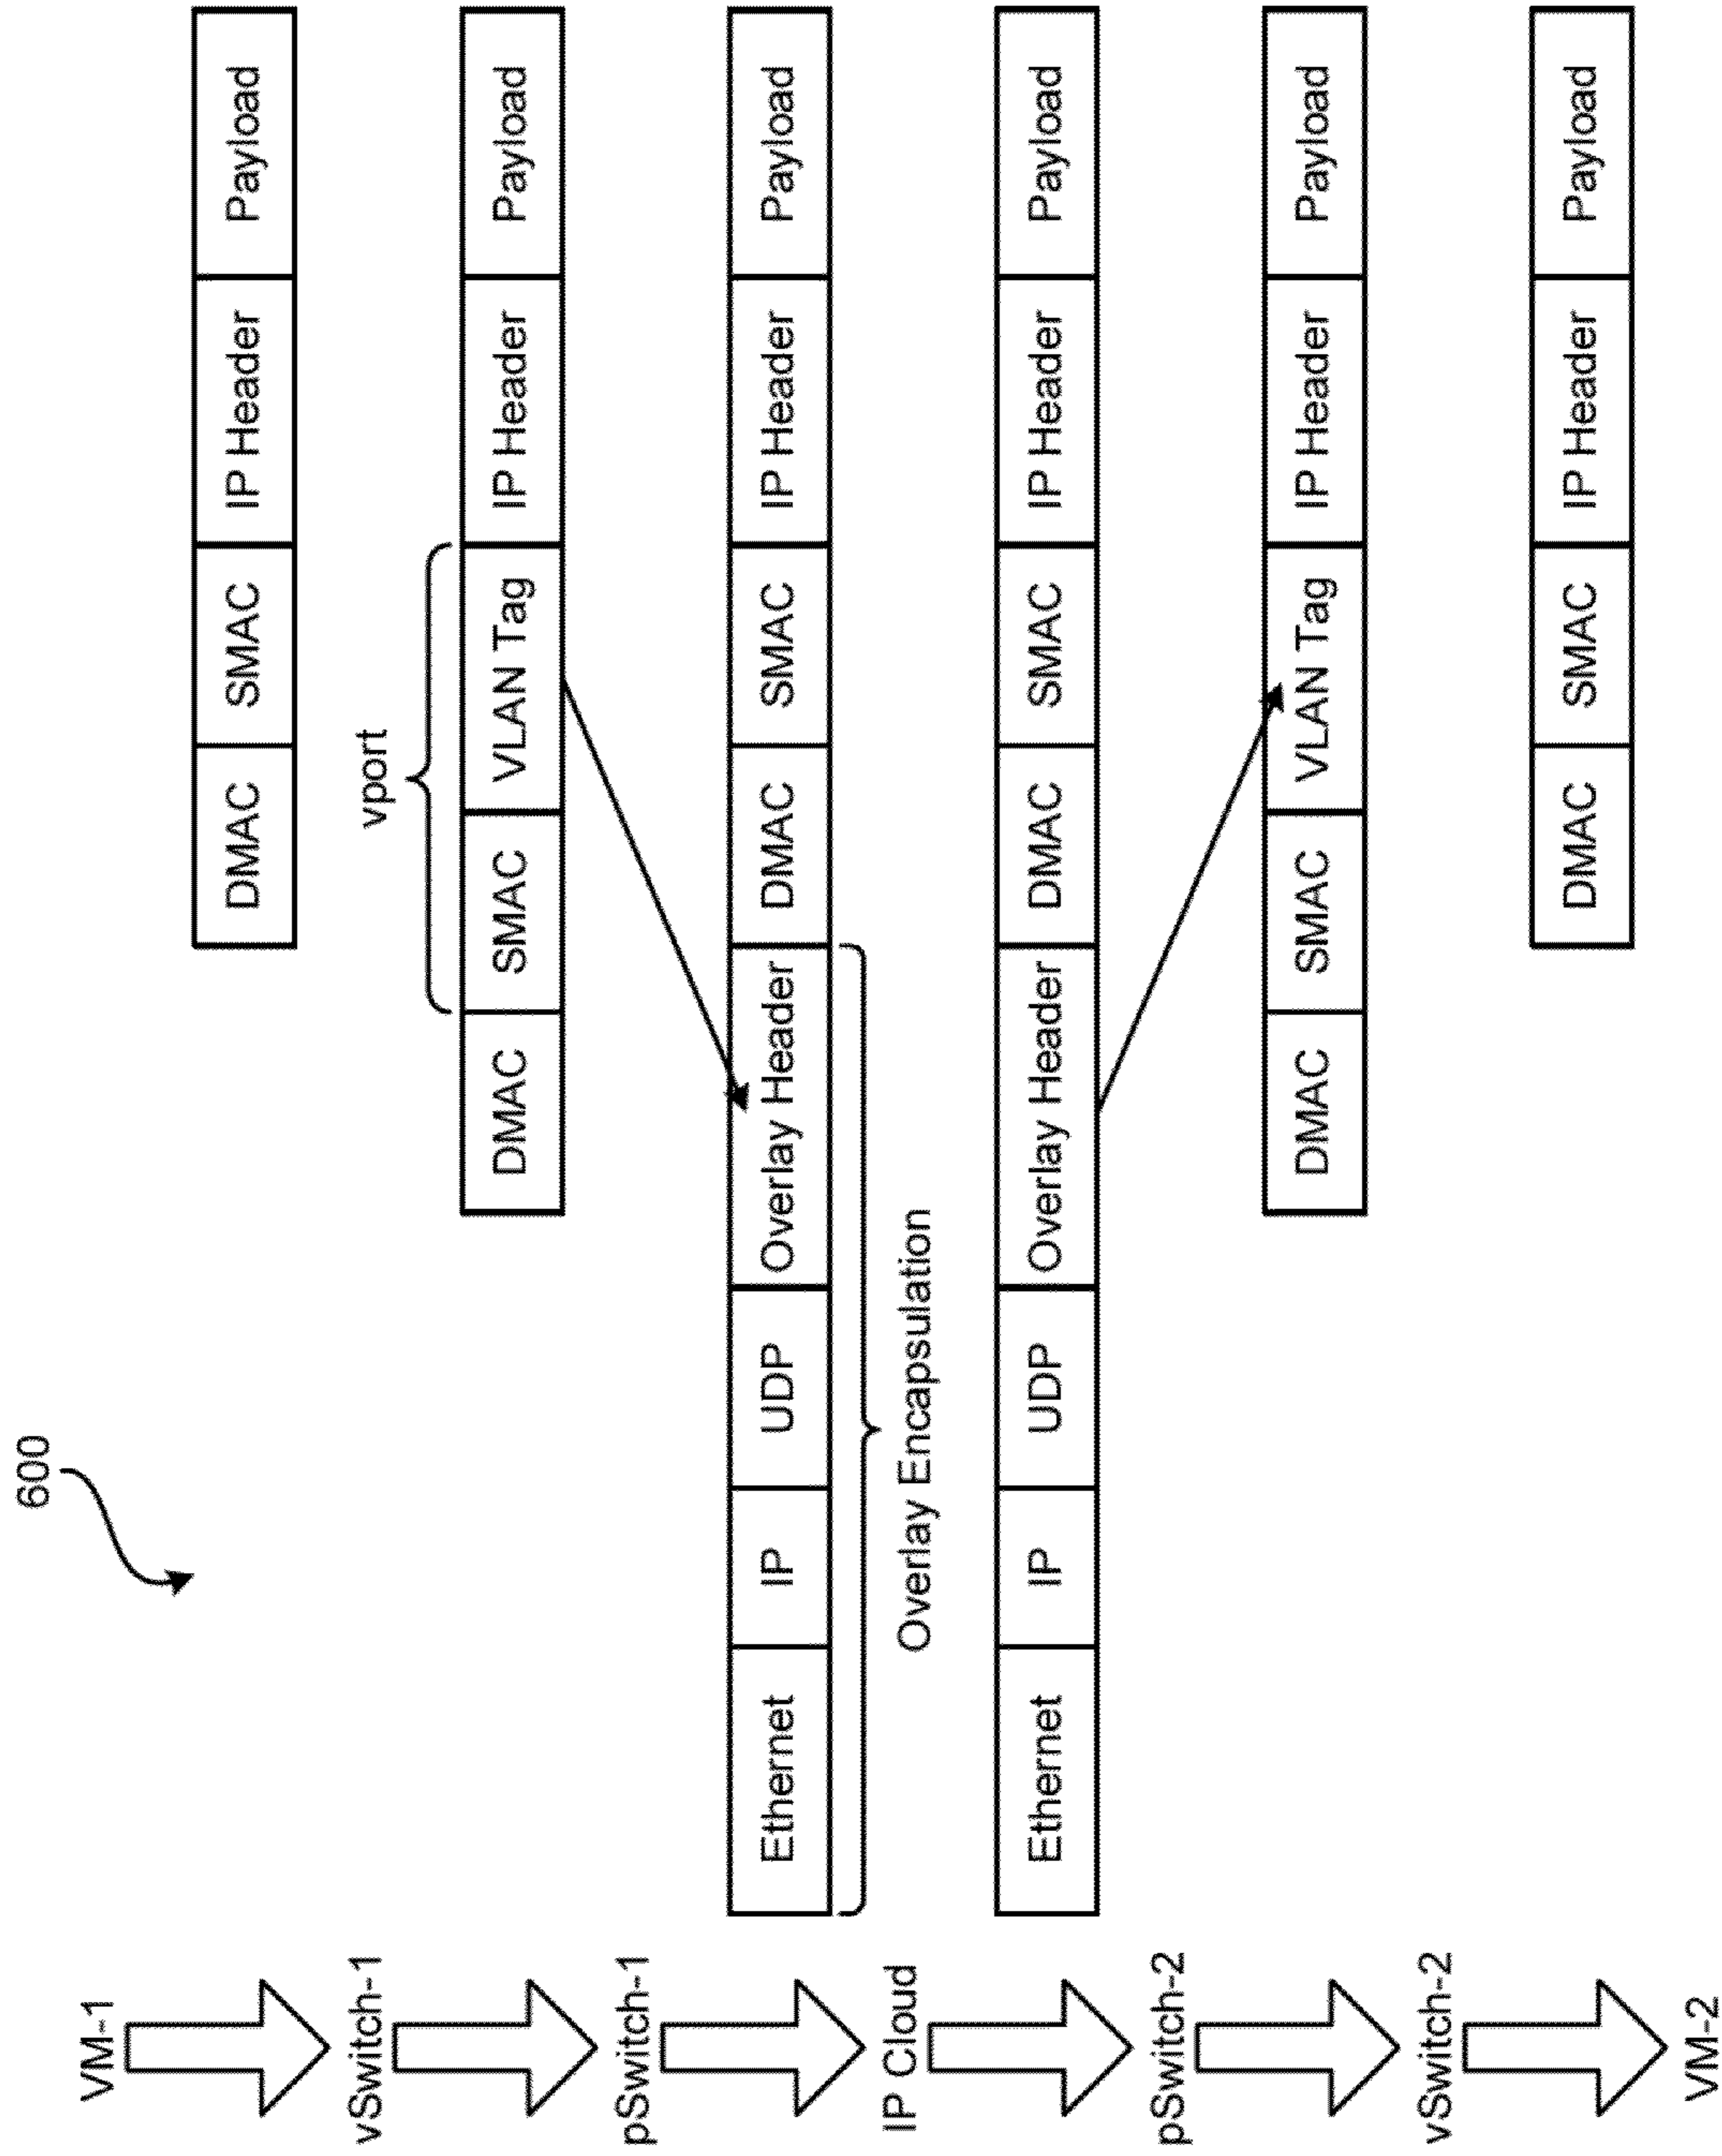 600
VM-1
DMAC SMAC IP Header Payload
vSwitch-1
vport
DMAC SMAC VLAN Tag IP Header Payload
pSwitch-1
Ethernet IP UDP Overlay Header DMAC SMAC IP Header Payload
IP Cloud
Overlay Encapsulation
Ethernet IP UDP Overlay Header DMAC SMAC IP Header Payload
pSwitch-2
DMAC SMAC VLAN Tag IP Header Payload
vSwitch-2
DMAC SMAC IP Header Payload
VM-2